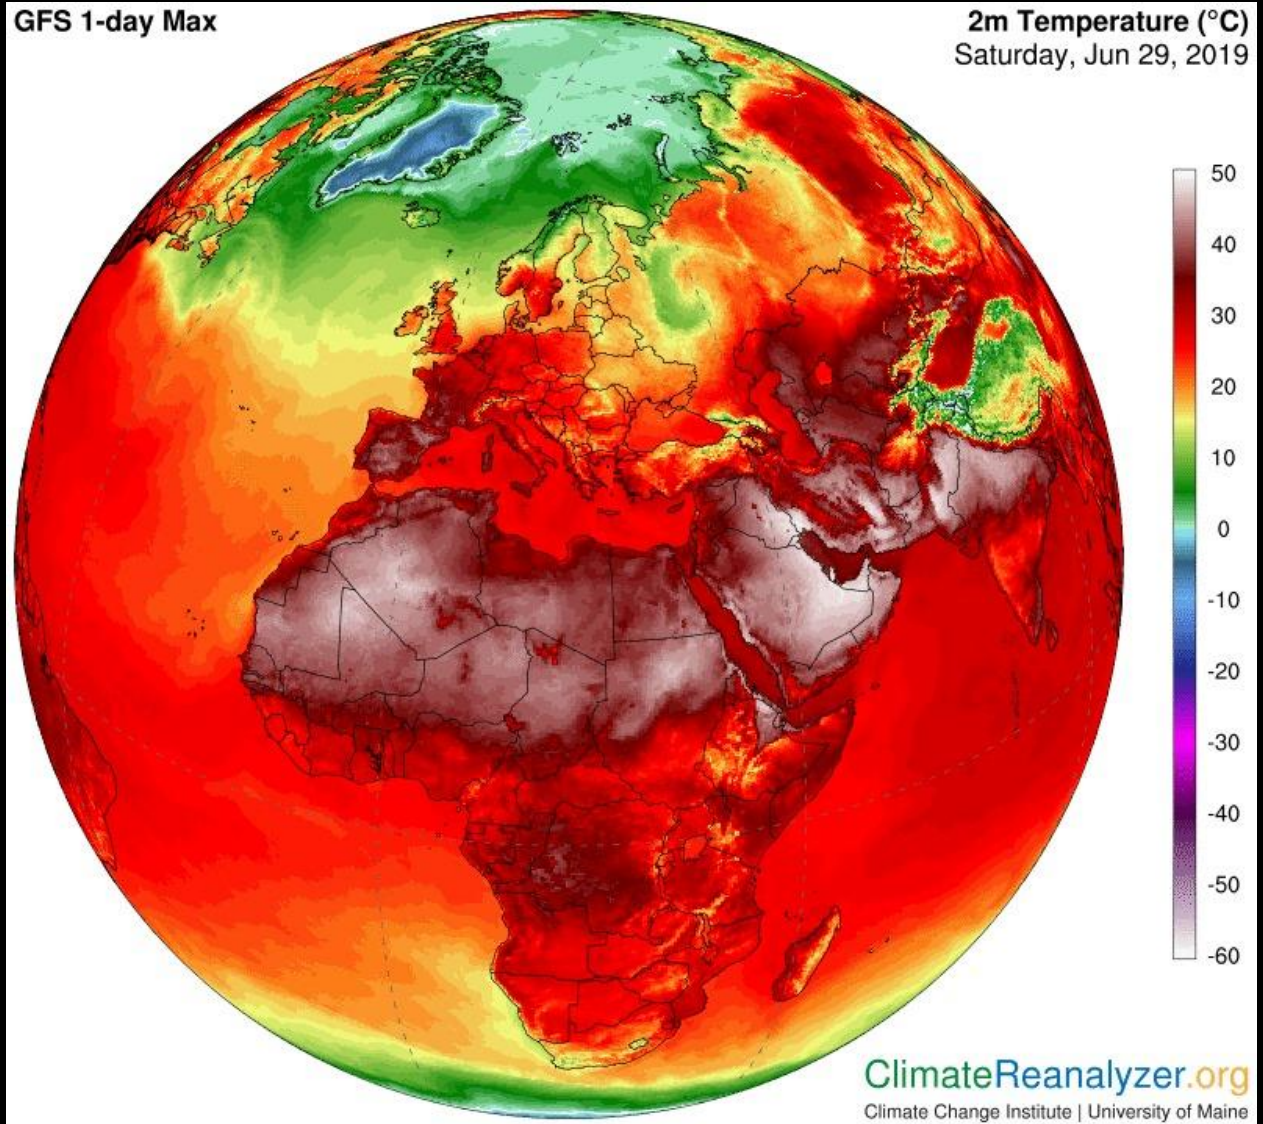 GFS 1-day Max
2m Temperature (°C)
Saturday, Jun 29, 2019
50
40
30
20
10
0
-10
-20
-30
-40
-50
-60
ClimateReanalyzer.org
Climate Change Institute | University of Maine